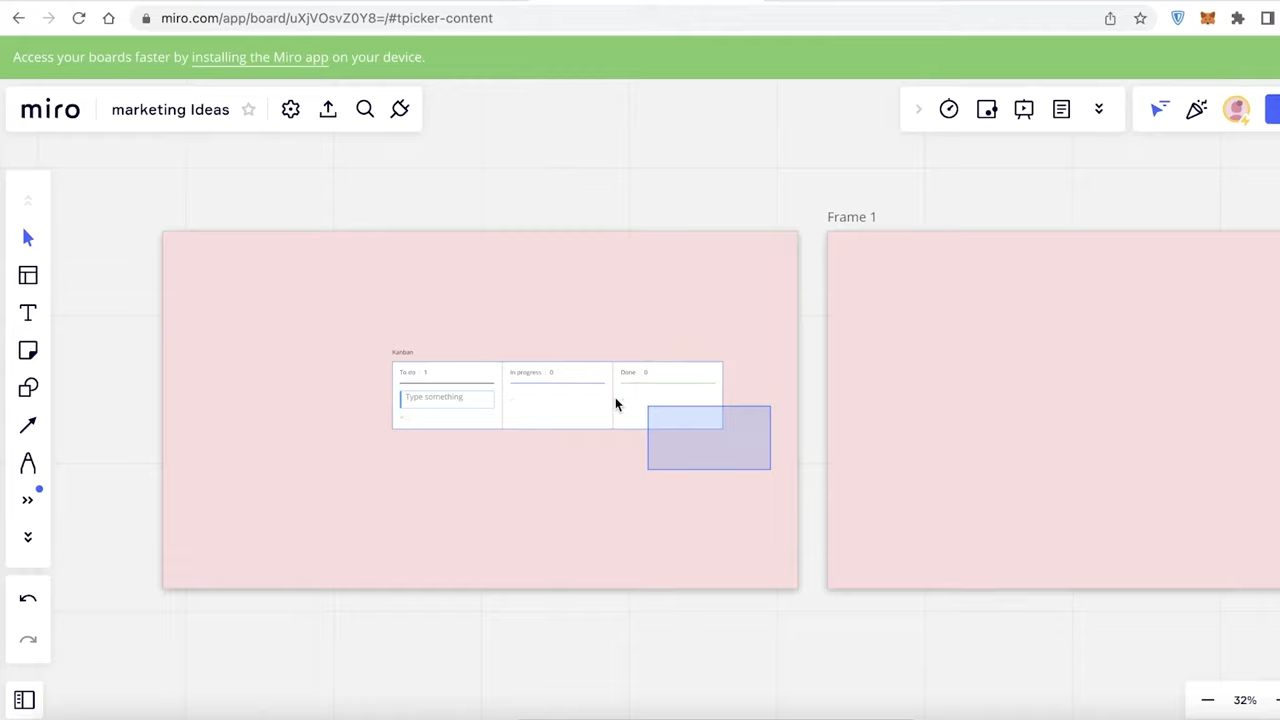 miro.com/app/board/uXjVOsvZ0Y8=/#tpicker-content
Access your boards faster by installing the Miro app on your device.
miro
marketing Ideas
Frame 1
Kanban
To do 1
In progress 0
Done 0
Type something
32%